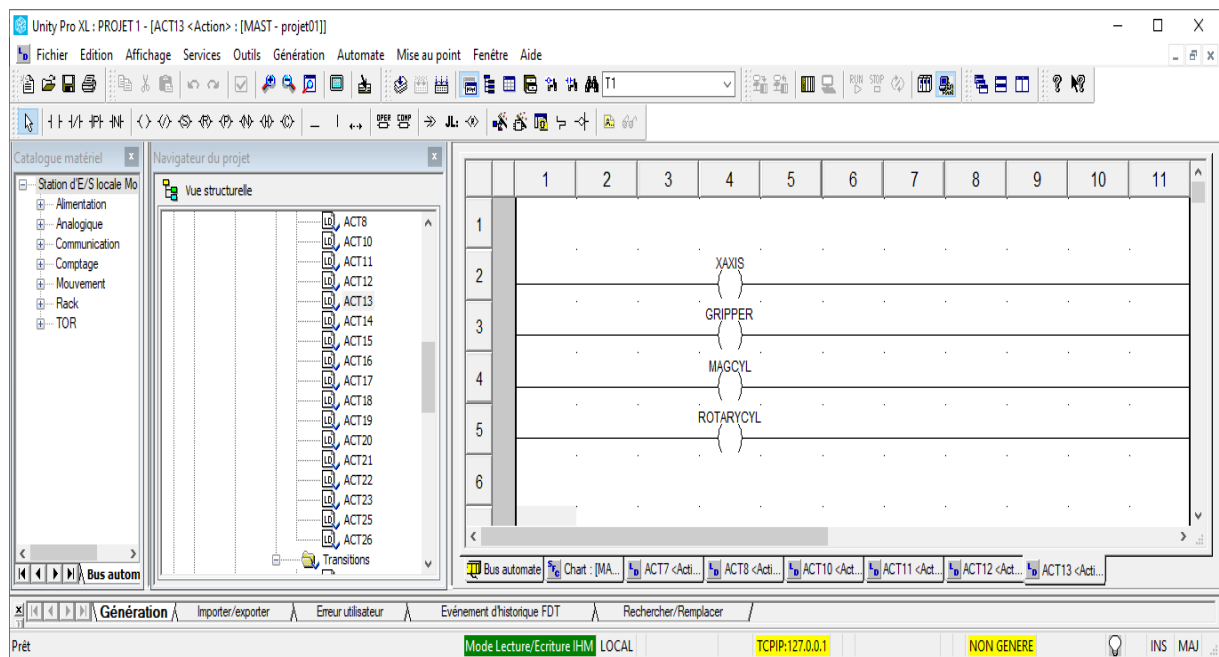 Unity Pro XL : PROJET 1 - [ACT13 <Action> : [MAST - projet01]]
Fichier Edition Affichage Services Outils Génération Automate Mise au point Fenêtre Aide
T1
RUN STOP
OPER COMP
JL:
Catalogue matériel
Station d'E/S locale Mo
Alimentation
Analogique
Communication
Comptage
Mouvement
Rack
TOR
Bus autom
Navigateur du projet
Vue structurelle
ACT8
ACT10
ACT11
ACT12
ACT13
ACT14
ACT15
ACT16
ACT17
ACT18
ACT19
ACT20
ACT21
ACT22
ACT23
ACT25
ACT26
Transitions
1 2 3 4 5 6 7 8 9 10 11
1
2 XAXIS
3 GRIPPER
4 MAGCYL
5 ROTARYCYL
6
Bus automate Chart : [MA... ACT7 <Acti... ACT8 <Acti... ACT10 <Act... ACT11 <Act... ACT12 <Act... ACT13 <Acti...
Génération Importer/exporter Erreur utilisateur Evénement d'historique FDT Rechercher/Remplacer
Prêt Mode Lecture/Ecriture IHM LOCAL TCPIP:127.0.0.1 NON GENERE INS MAJ